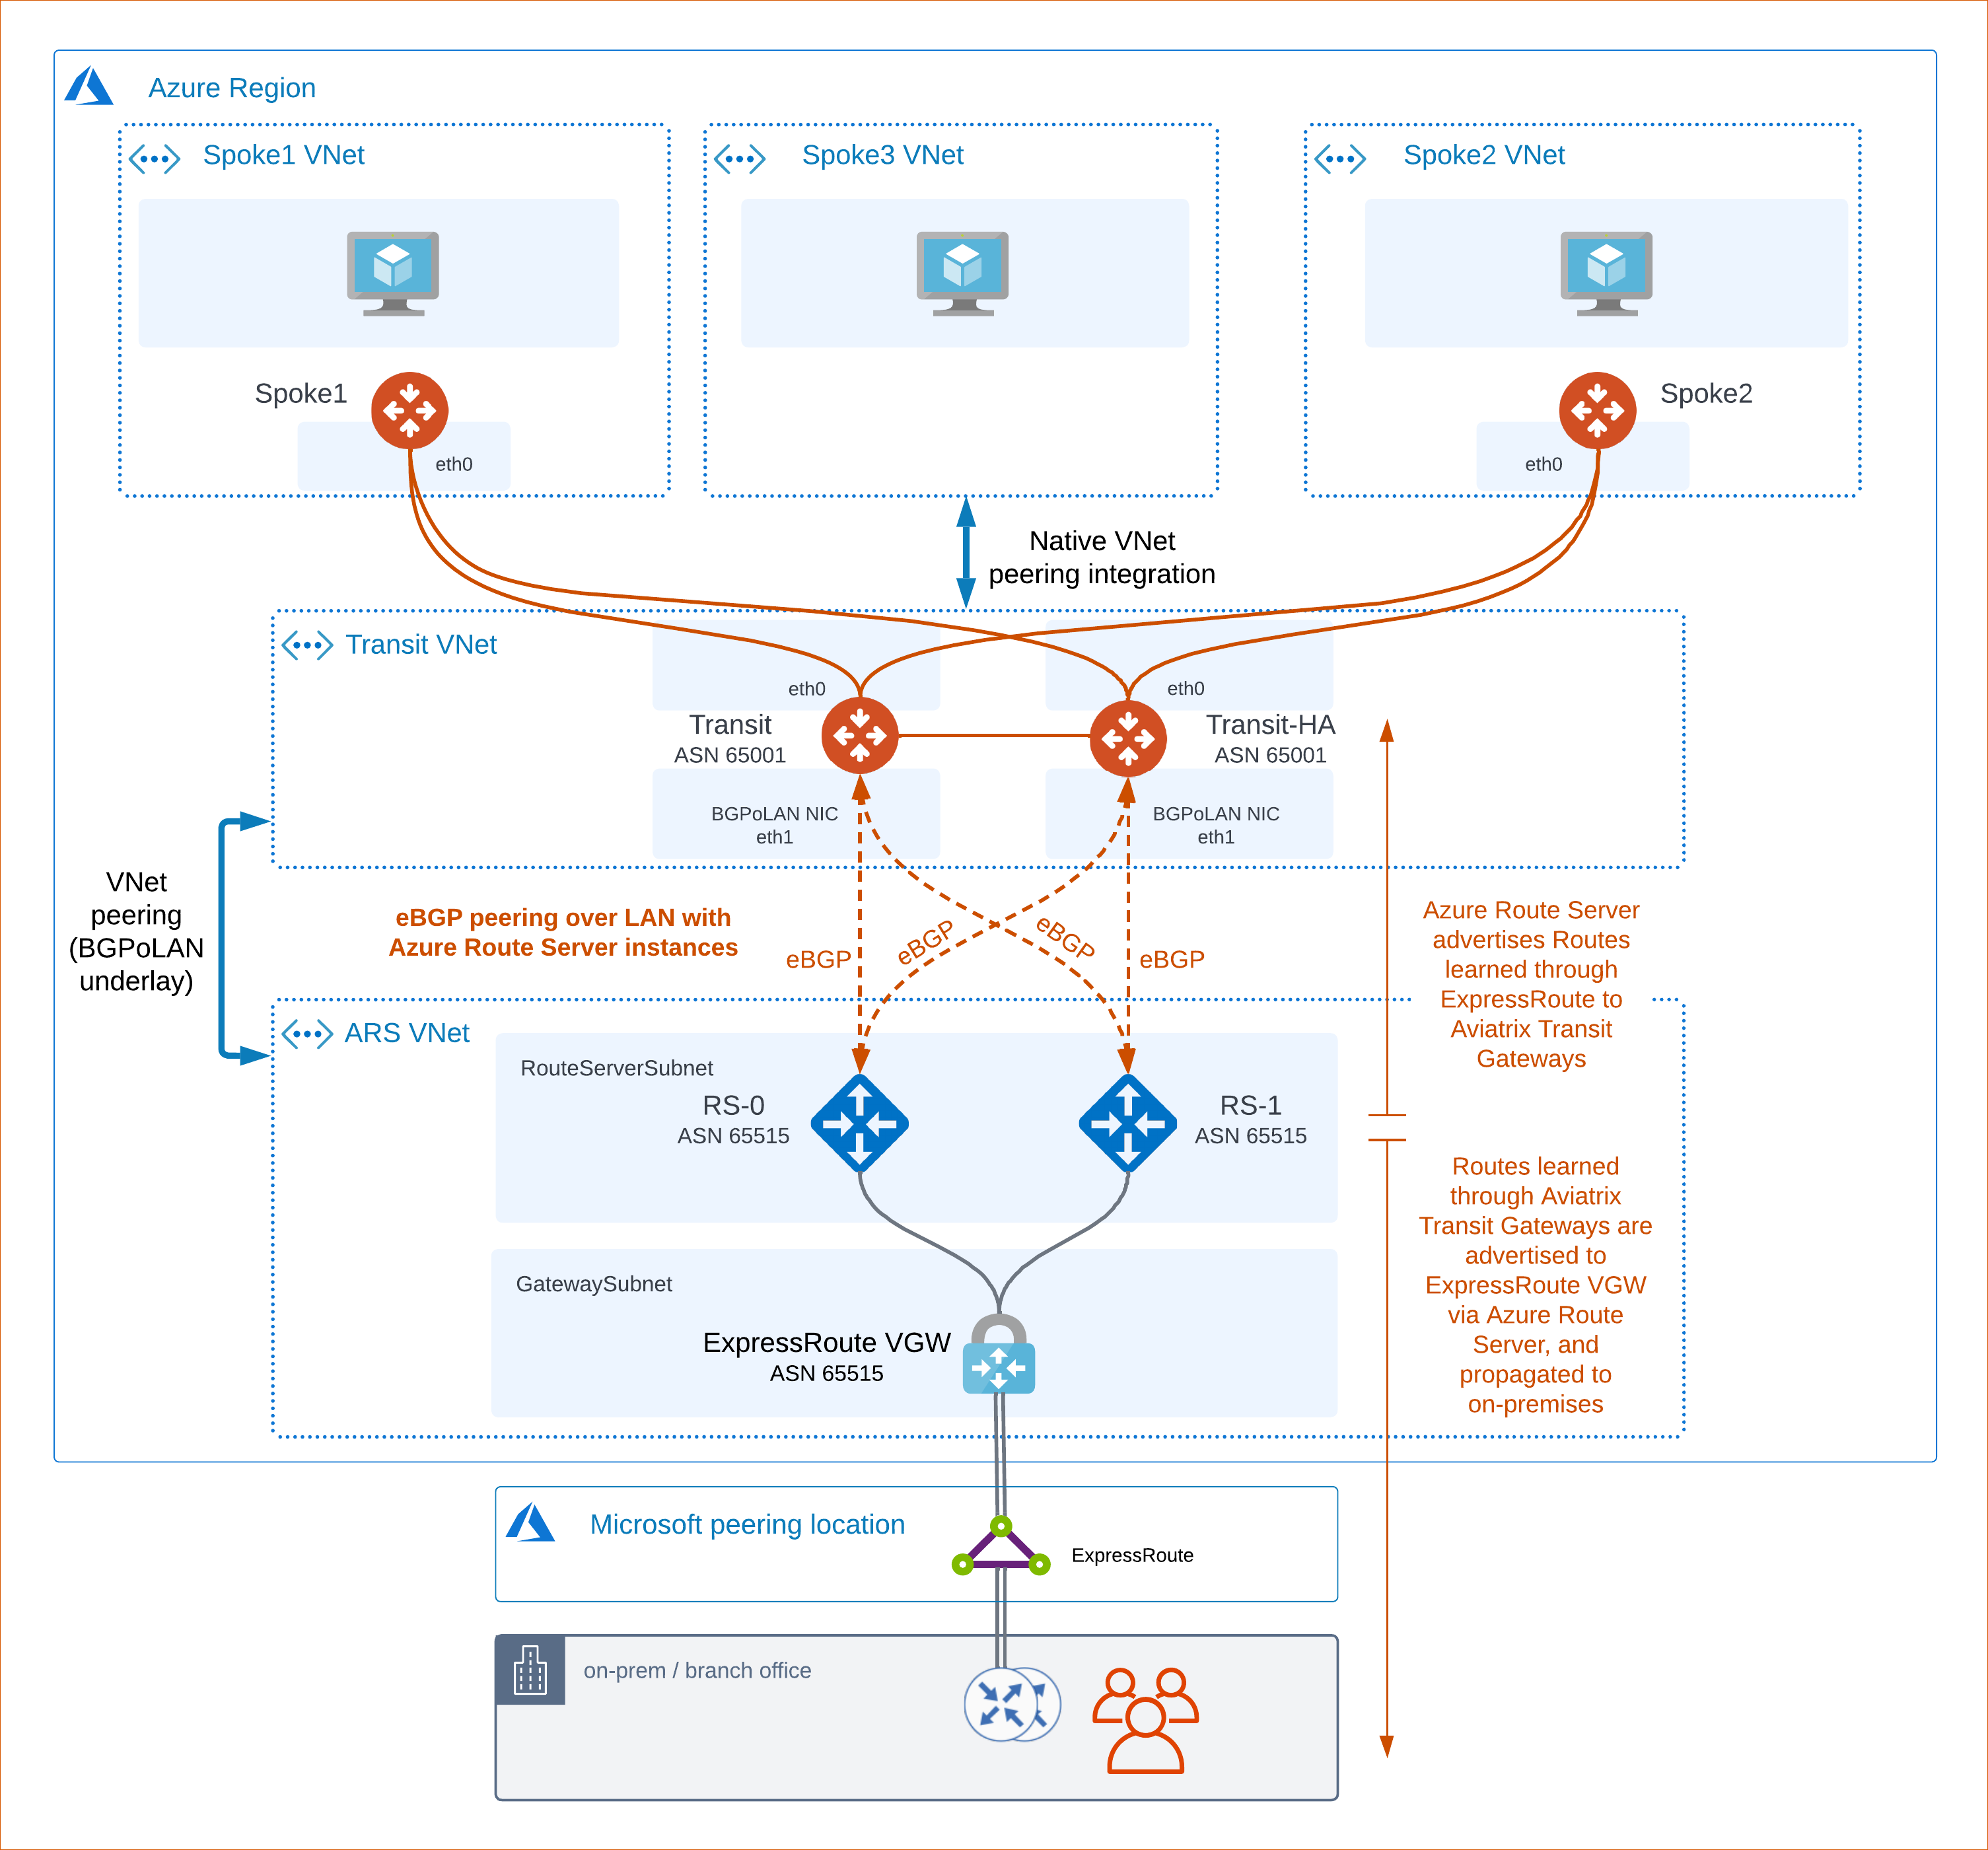 Azure Region
Spoke1 VNet
Spoke3 VNet
Spoke2 VNet
Spoke1
eth0
Spoke2
eth0
Native VNet
peering integration
Transit VNet
eth0
eth0
Transit
ASN 65001
Transit-HA
ASN 65001
BGPoLAN NIC
eth1
BGPoLAN NIC
eth1
VNet
peering
(BGPoLAN
underlay)
eBGP peering over LAN with
Azure Route Server instances
eBGP
eBGP
eBGP
eBGP
Azure Route Server
advertises Routes
learned through
ExpressRoute to
Aviatrix Transit
Gateways
ARS VNet
RouteServerSubnet
RS-0
ASN 65515
RS-1
ASN 65515
Routes learned
through Aviatrix
Transit Gateways are
advertised to
ExpressRoute VGW
via Azure Route
Server, and
propagated to
on-premises
GatewaySubnet
ExpressRoute VGW
ASN 65515
Microsoft peering location
ExpressRoute
on-prem / branch office